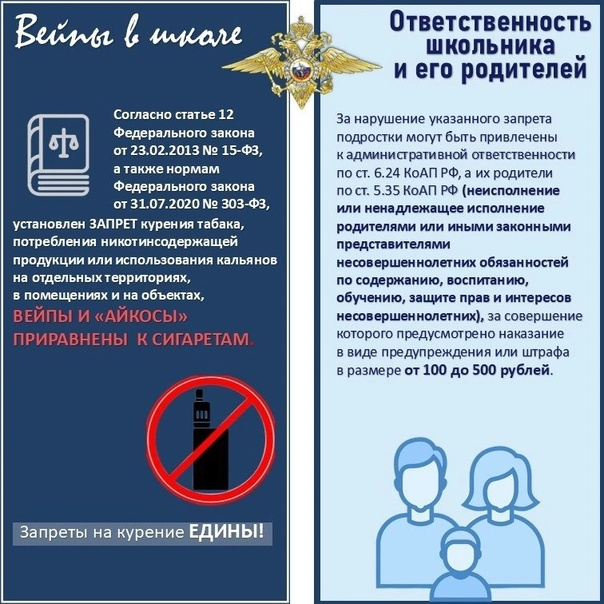 Вейпы в школе
Согласно статье 12
Федерального закона
от 23.02.2013 № 15-ФЗ,
а также нормам
Федерального закона
от 31.07.2020 № 303-ФЗ,
установлен ЗАПРЕТ курения табака,
потребления никотинсодержащей
продукции или использования кальянов
на отдельных территориях,
в помещениях и на объектах,
ВЕЙПЫ И «АЙКОСЫ»
ПРИРАВНЕНЫ К СИГАРЕТАМ.
Запреты на курение ЕДИНЫ!
Ответственность
школьника
и его родителей
За нарушение указанного запрета
подростки могут быть привлечены
к административной ответственности
по ст. 6.24 КоАП РФ, а их родители
по ст. 5.35 КоАП РФ (неисполнение
или ненадлежащее исполнение
родителями или иными законными
представителями
несовершеннолетних обязанностей
по содержанию, воспитанию,
обучению, защите прав и интересов
несовершеннолетних), за совершение
которого предусмотрено наказание
в виде предупреждения или штрафа
в размере от 100 до 500 рублей.